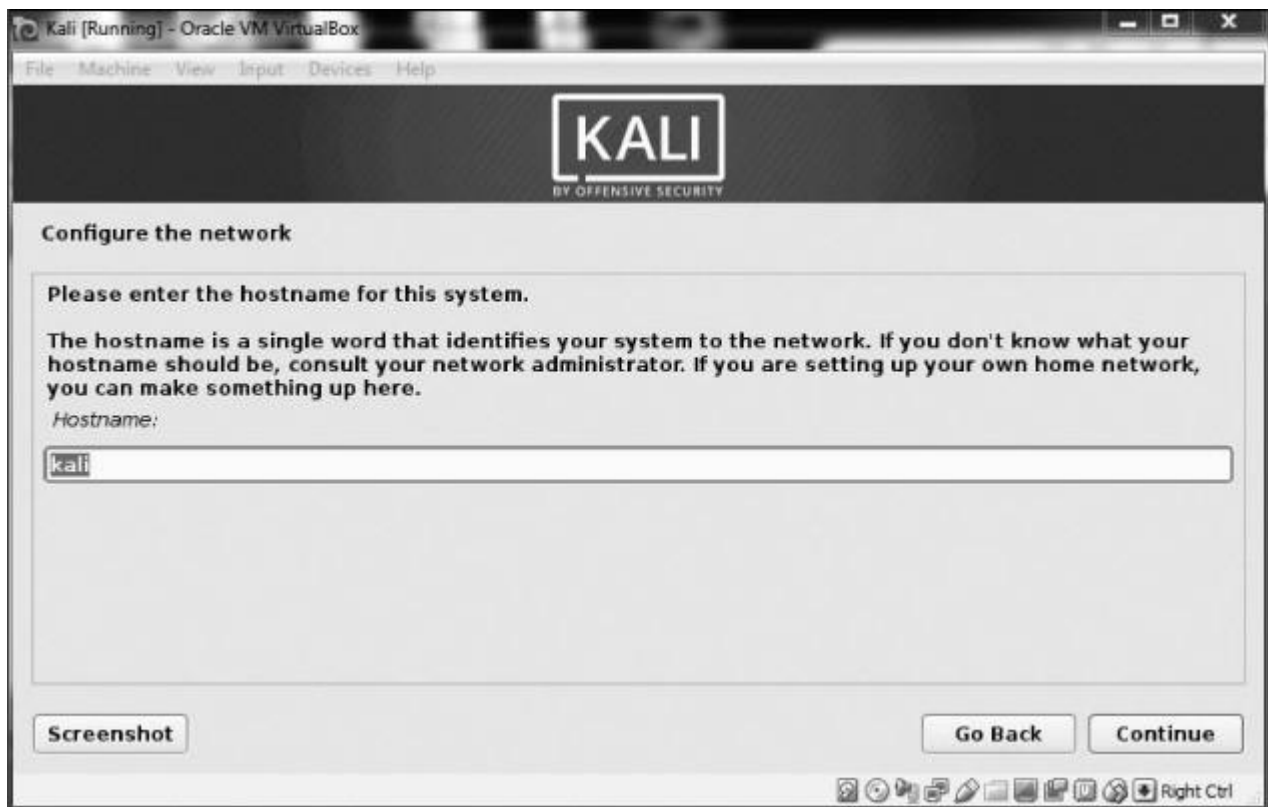 Kali [Running] - Oracle VM VirtualBox
File Machine View Input Devices Help
KALI
BY OFFENSIVE SECURITY
Configure the network
Please enter the hostname for this system.
The hostname is a single word that identifies your system to the network. If you don't know what your
hostname should be, consult your network administrator. If you are setting up your own home network,
you can make something up here.
Hostname:
kali
Screenshot
Go Back
Continue
Right Ctrl